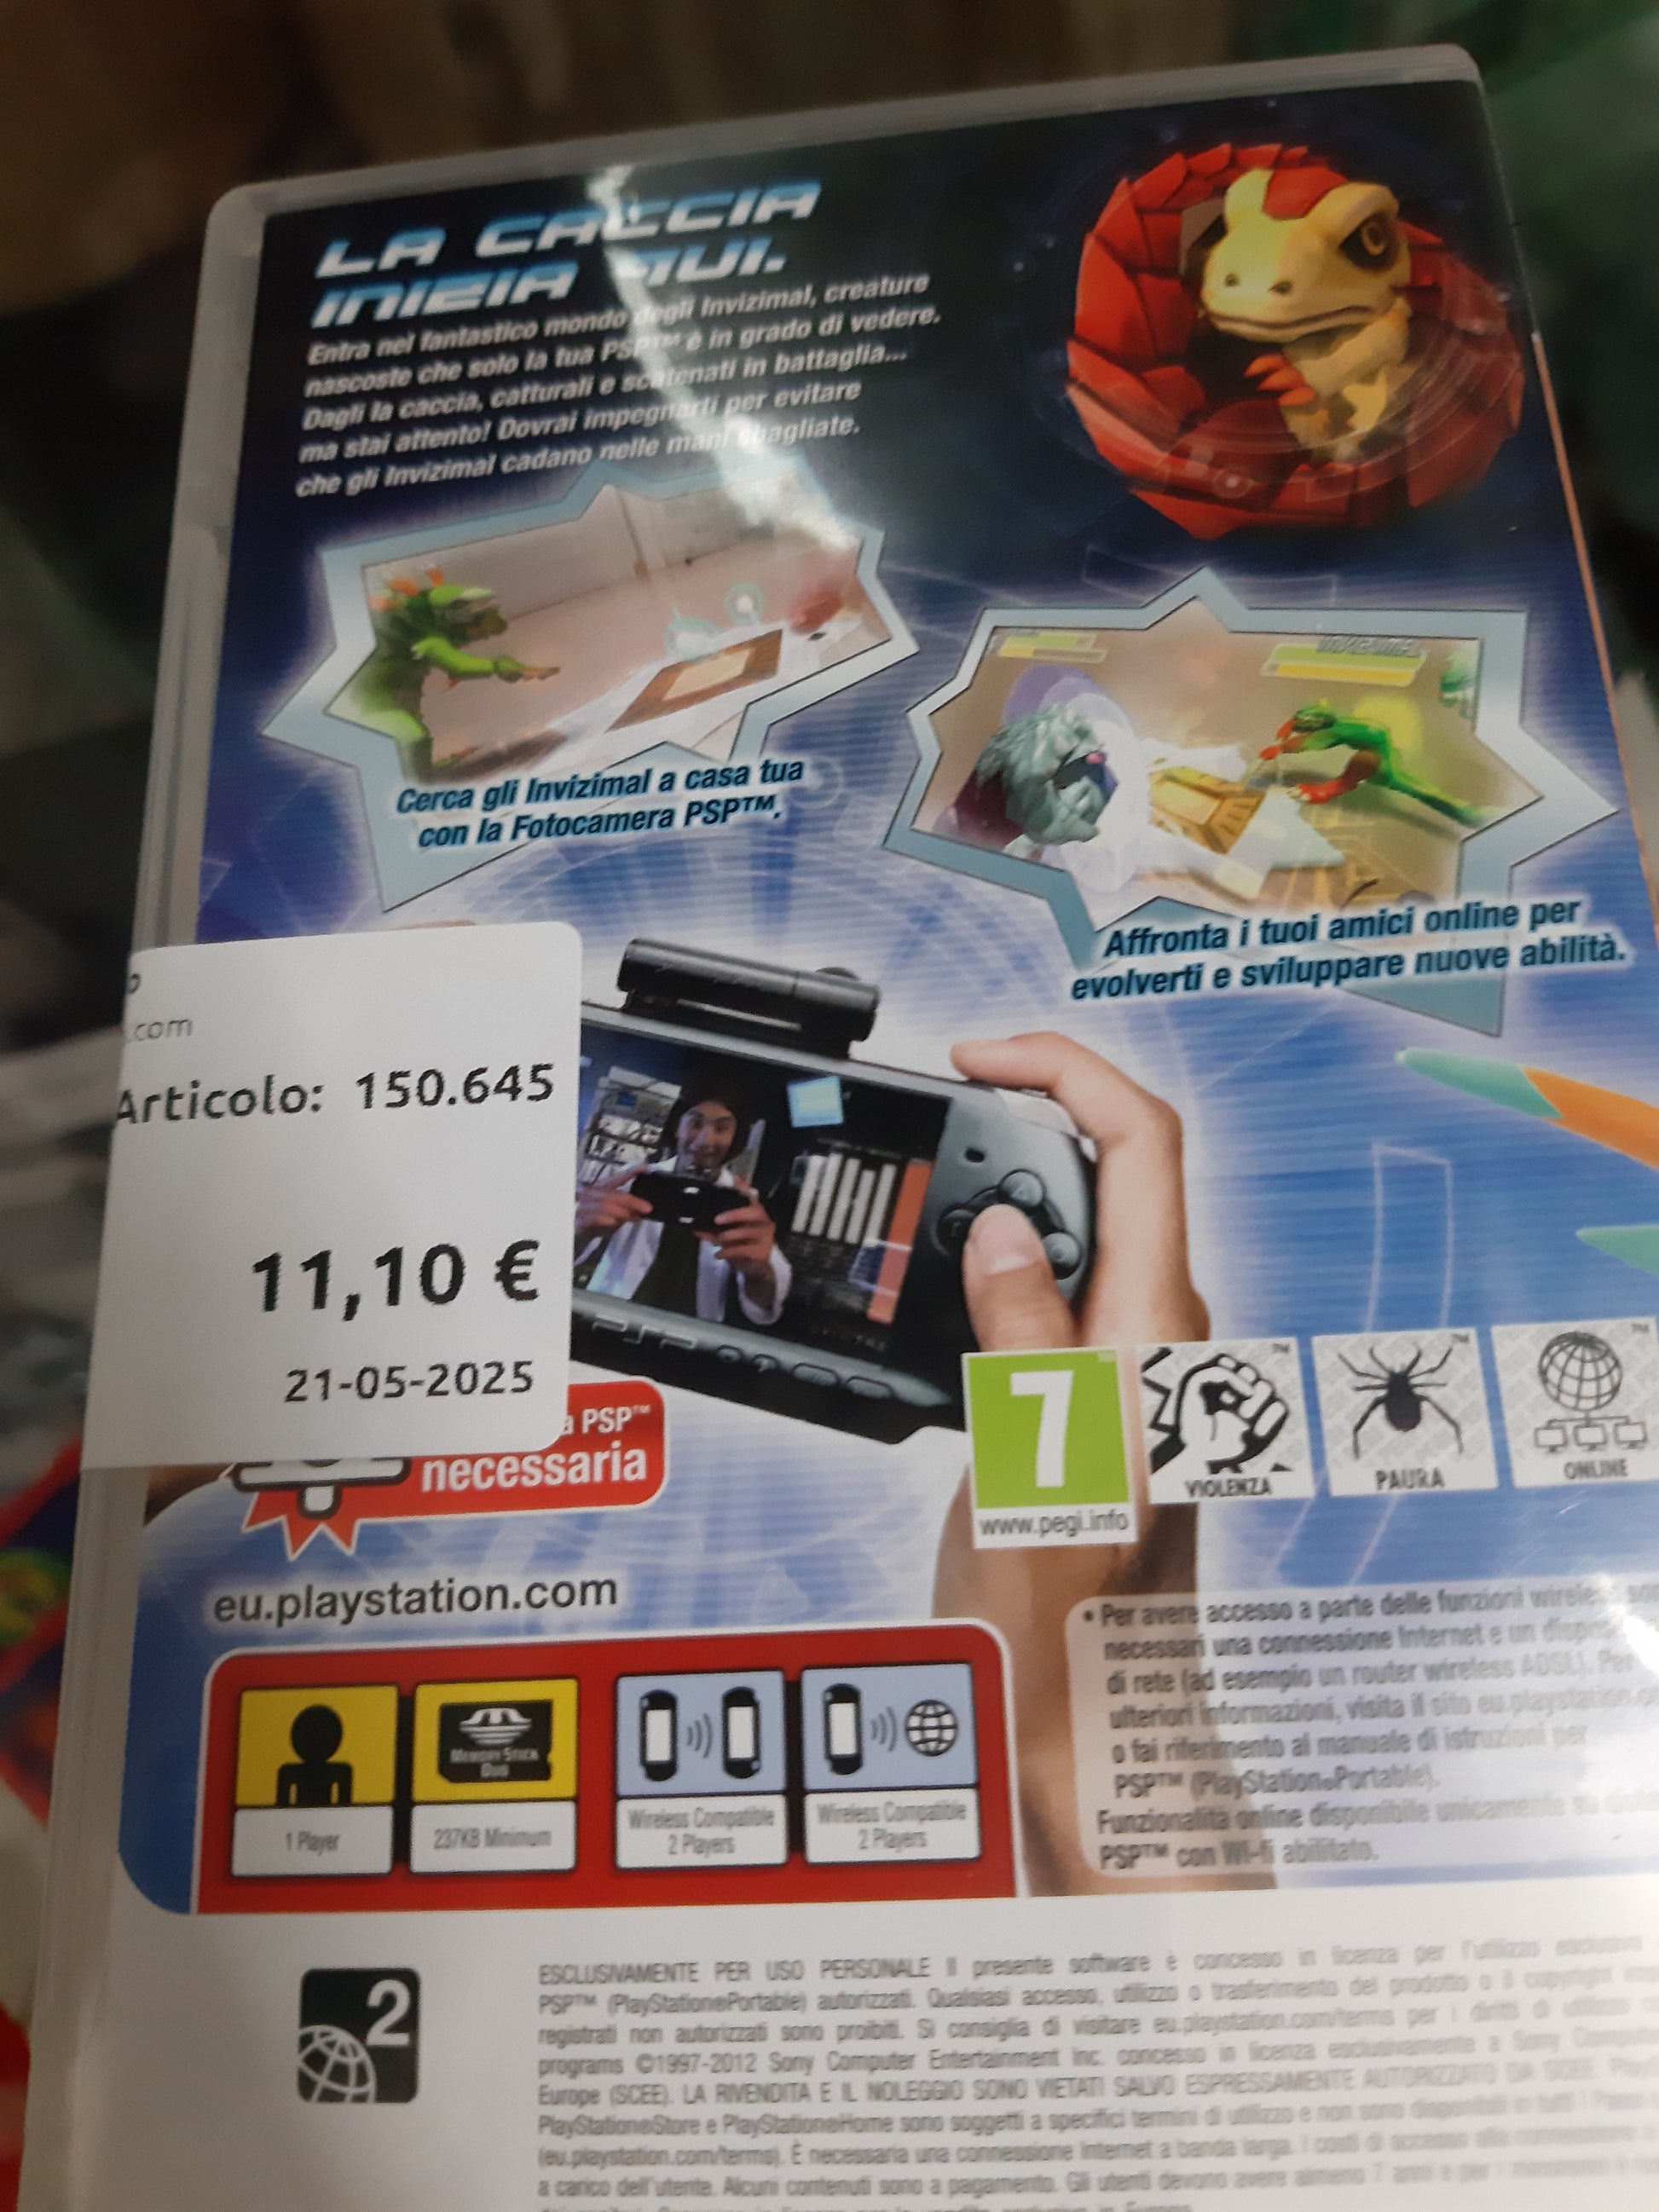 LA CACCIA
INIZIA QUI.
Entra nel fantastico mondo degli Invizimal, creature
nascoste che solo la tua PSP™ è in grado di vedere.
Dagli la caccia, catturali e scatenati in battaglia...
ma stai attento! Dovrai impegnarti per evitare
che gli Invizimal cadano nelle mani sbagliate.
Cerca gli Invizimal a casa tua
con la Fotocamera PSP™.
Affronta i tuoi amici online per
evolverti e sviluppare nuove abilità.
.com
Articolo: 150.645
11,10 €
21-05-2025
a PSP™
necessaria
PSP
7
www.pegi.info
VIOLENZA
PAURA
ONLINE
eu.playstation.com
MEMORY STICK
DUO
1 Player
237KB Minimum
Wireless Compatible
2 Players
Wireless Compatible
2 Players
• Per avere accesso a parte delle funzioni wireless
necessari una connessione Internet e un
di rete (ad esempio un router wireless ADSL). Per
ulteriori informazioni, visita il sito eu.playstation.
o fai riferimento al manuale di istruzioni per
PSP™ (PlayStation®Portable).
Funzionalità online disponibile unicamente su
PSP™ con Wi-fi abilitato.
2
ESCLUSIVAMENTE PER USO PERSONALE Il presente software è concesso in licenza per l'utilizzo esclusivo
PSP™ (PlayStation®Portable) autorizzati. Qualsiasi accesso, utilizzo o trasferimento del prodotto o il copyright
registrati non autorizzati sono proibiti. Si consiglia di visitare eu.playstation.com/terms per i diritti di utilizzo
programs ©1997-2012 Sony Computer Entertainment Inc. concesso in licenza esclusivamente a Sony
Europe (SCEE). LA RIVENDITA E IL NOLEGGIO SONO VIETATI SALVO ESPRESSAMENTE AUTORIZZATO DA SCEE.
PlayStation®Store e PlayStation®Home sono soggetti a specifici termini di utilizzo e non sono disponibili in tutti i
(eu.playstation.com/terms). È necessaria una connessione Internet a banda larga. I costi di accesso alla connessione
a carico dell'utente. Alcuni contenuti sono a pagamento. Gli utenti devono avere almeno 7 anni e per i